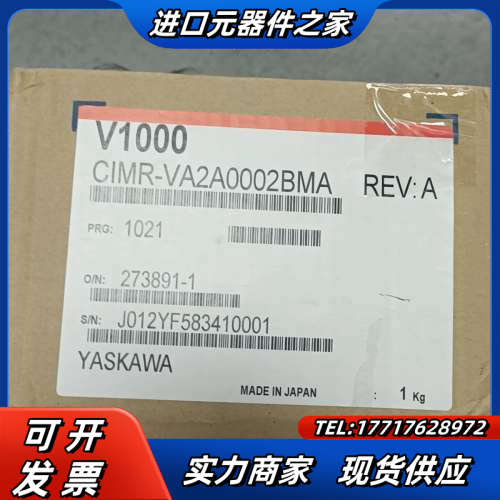 进口元器件之家
V1000
CIMR-VA2A0002BMA
REV: A
PRG: 1021
O/N: 273891-1
S/N: J012YF583410001
YASKAWA
MADE IN JAPAN
: 1 Kg
TEL:17717628972
可开发票
实力商家 现货供应